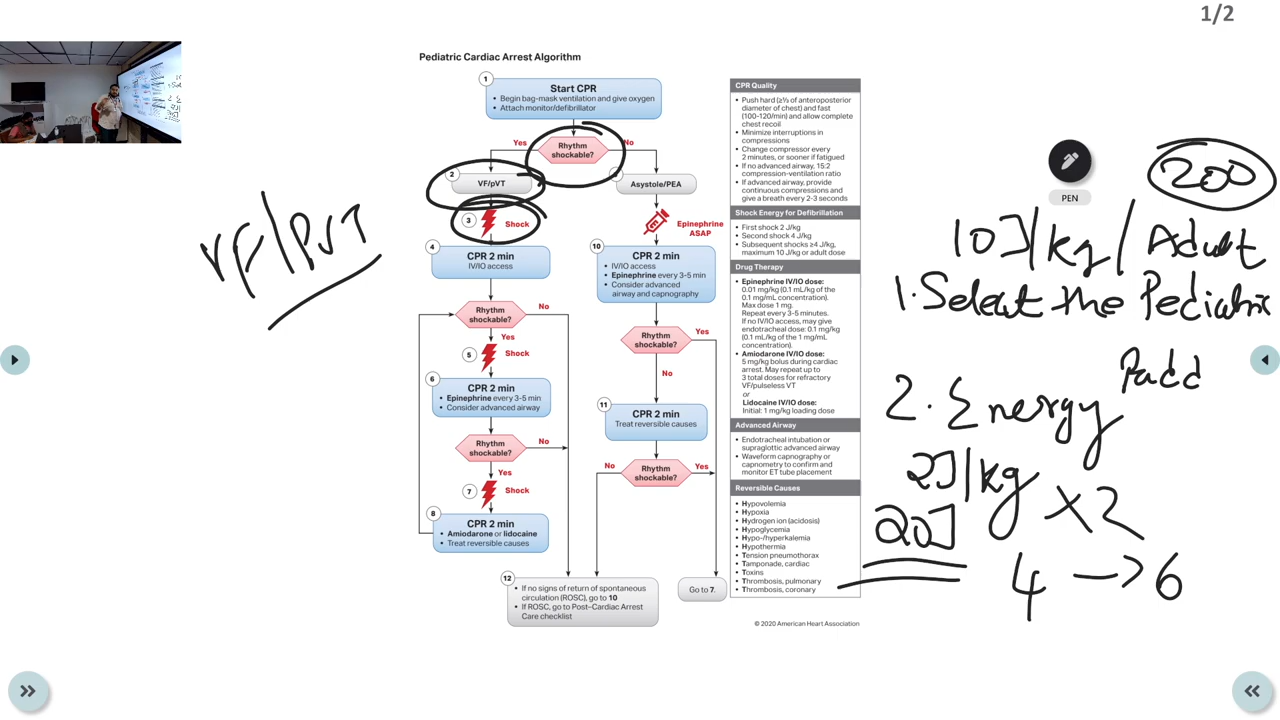 1/2
Pediatric Cardiac Arrest Algorithm
1
Start CPR
• Begin bag-mask ventilation and give oxygen
• Attach monitor/defibrillator
Yes
Rhythm
shockable?
No
2
VF/pVT
Asystole/PEA
3
Shock
Epinephrine
ASAP
4
CPR 2 min
IV/IO access
10
CPR 2 min
• IV/IO access
• Epinephrine every 3-5 min
• Consider advanced
airway and capnography
Rhythm
shockable?
No
Yes
5
Shock
Rhythm
shockable?
Yes
No
6
CPR 2 min
• Epinephrine every 3-5 min
• Consider advanced airway
11
CPR 2 min
Treat reversible causes
Rhythm
shockable?
No
Yes
7
Shock
No
Rhythm
shockable?
Yes
8
CPR 2 min
• Amiodarone or lidocaine
• Treat reversible causes
12
• If no signs of return of spontaneous
circulation (ROSC), go to 10
• If ROSC, go to Post–Cardiac Arrest
Care checklist
Go to 7.
CPR Quality
• Push hard (≥⅓ of anteroposterior
diameter of chest) and fast
(100-120/min) and allow complete
chest recoil
• Minimize interruptions in
compressions
• Change compressor every
2 minutes, or sooner if fatigued
• If no advanced airway, 15:2
compression-ventilation ratio
• If advanced airway, provide
continuous compressions and
give a breath every 2-3 seconds
Shock Energy for Defibrillation
• First shock 2 J/kg
• Second shock 4 J/kg
• Subsequent shocks ≥4 J/kg,
maximum 10 J/kg or adult dose
Drug Therapy
• Epinephrine IV/IO dose:
0.01 mg/kg (0.1 mL/kg of the
0.1 mg/mL concentration).
Max dose 1 mg.
Repeat every 3-5 minutes.
If no IV/IO access, may give
endotracheal dose: 0.1 mg/kg
(0.1 mL/kg of the 1 mg/mL
concentration).
• Amiodarone IV/IO dose:
5 mg/kg bolus during cardiac
arrest. May repeat up to
3 total doses for refractory
VF/pulseless VT
or
Lidocaine IV/IO dose:
Initial: 1 mg/kg loading dose
Advanced Airway
• Endotracheal intubation or
supraglottic advanced airway
• Waveform capnography or
capnometry to confirm and
monitor ET tube placement
Reversible Causes
• Hypovolemia
• Hypoxia
• Hydrogen ion (acidosis)
• Hypoglycemia
• Hypo-/hyperkalemia
• Hypothermia
• Tension pneumothorax
• Tamponade, cardiac
• Toxins
• Thrombosis, pulmonary
• Thrombosis, coronary
© 2020 American Heart Association
VF/PVT
PEN
200
10J/kg/Adult
1. Select the Pediatric
Padd
2. Energy
2J/kg x2
20J
4 -> 6